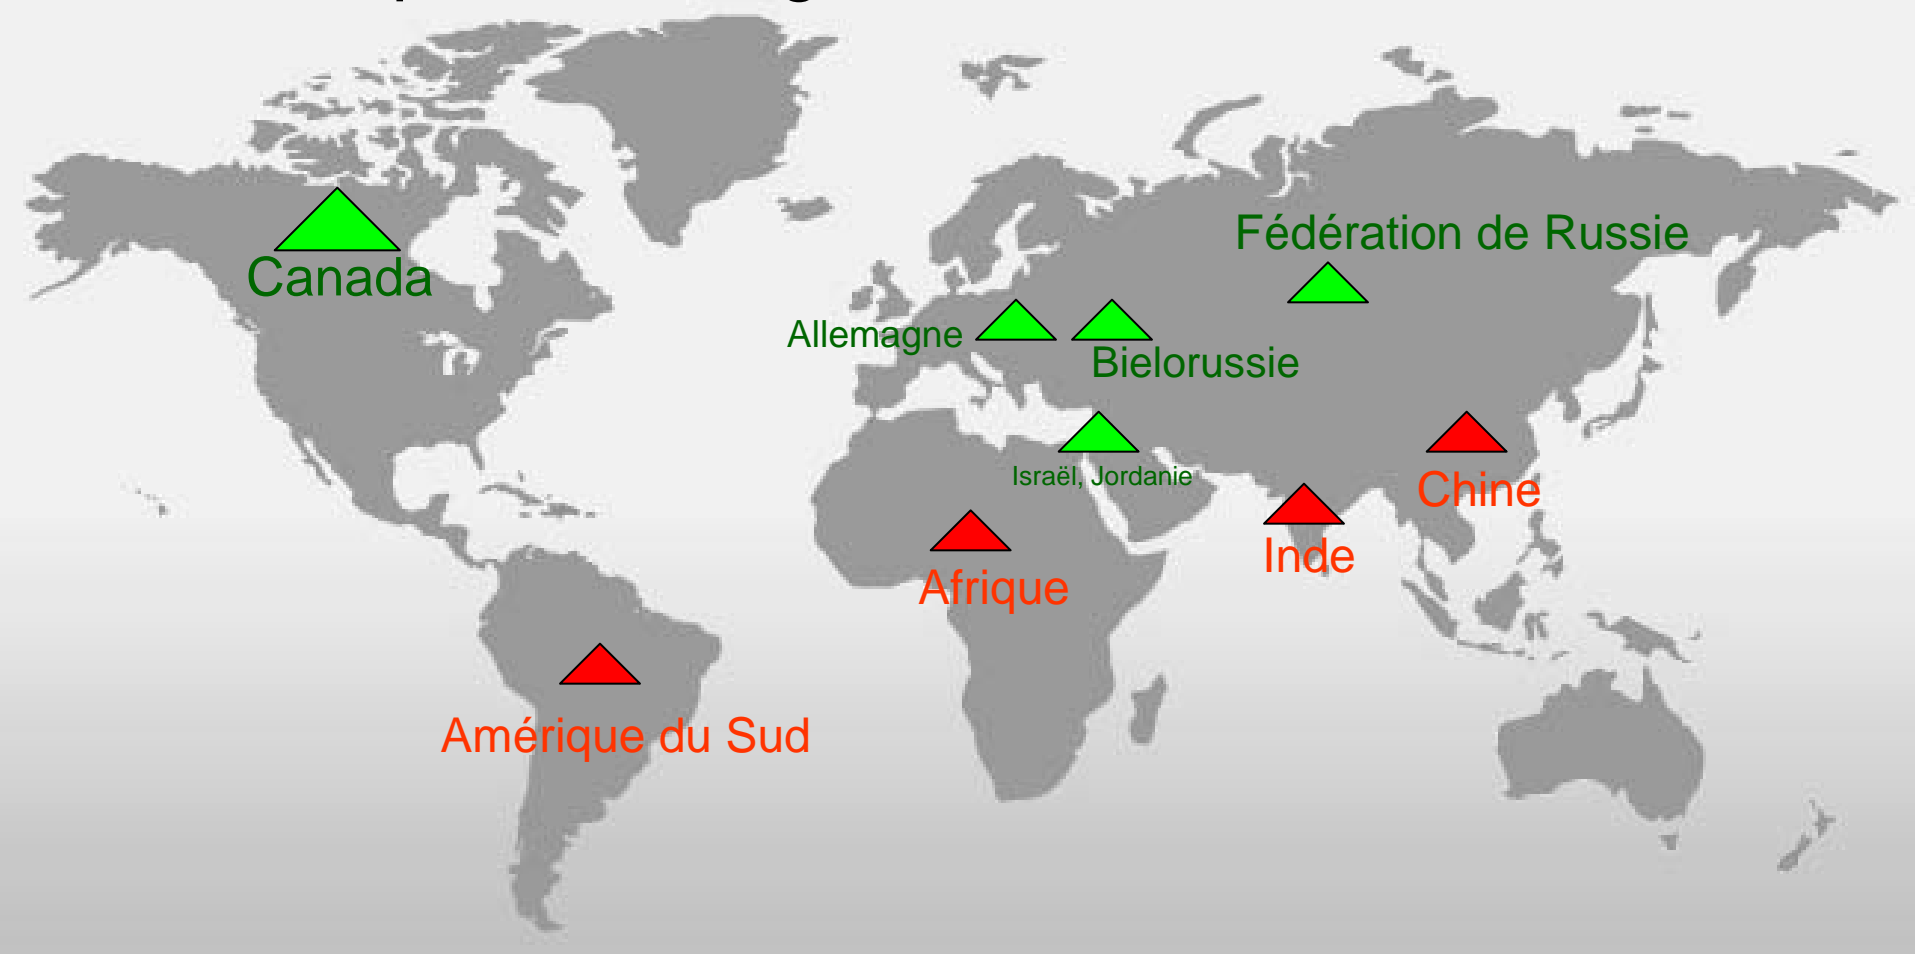 Fédération de Russie
Canada
Allemagne
Bielorussie
Israël, Jordanie
Chine
Inde
Afrique
Amérique du Sud